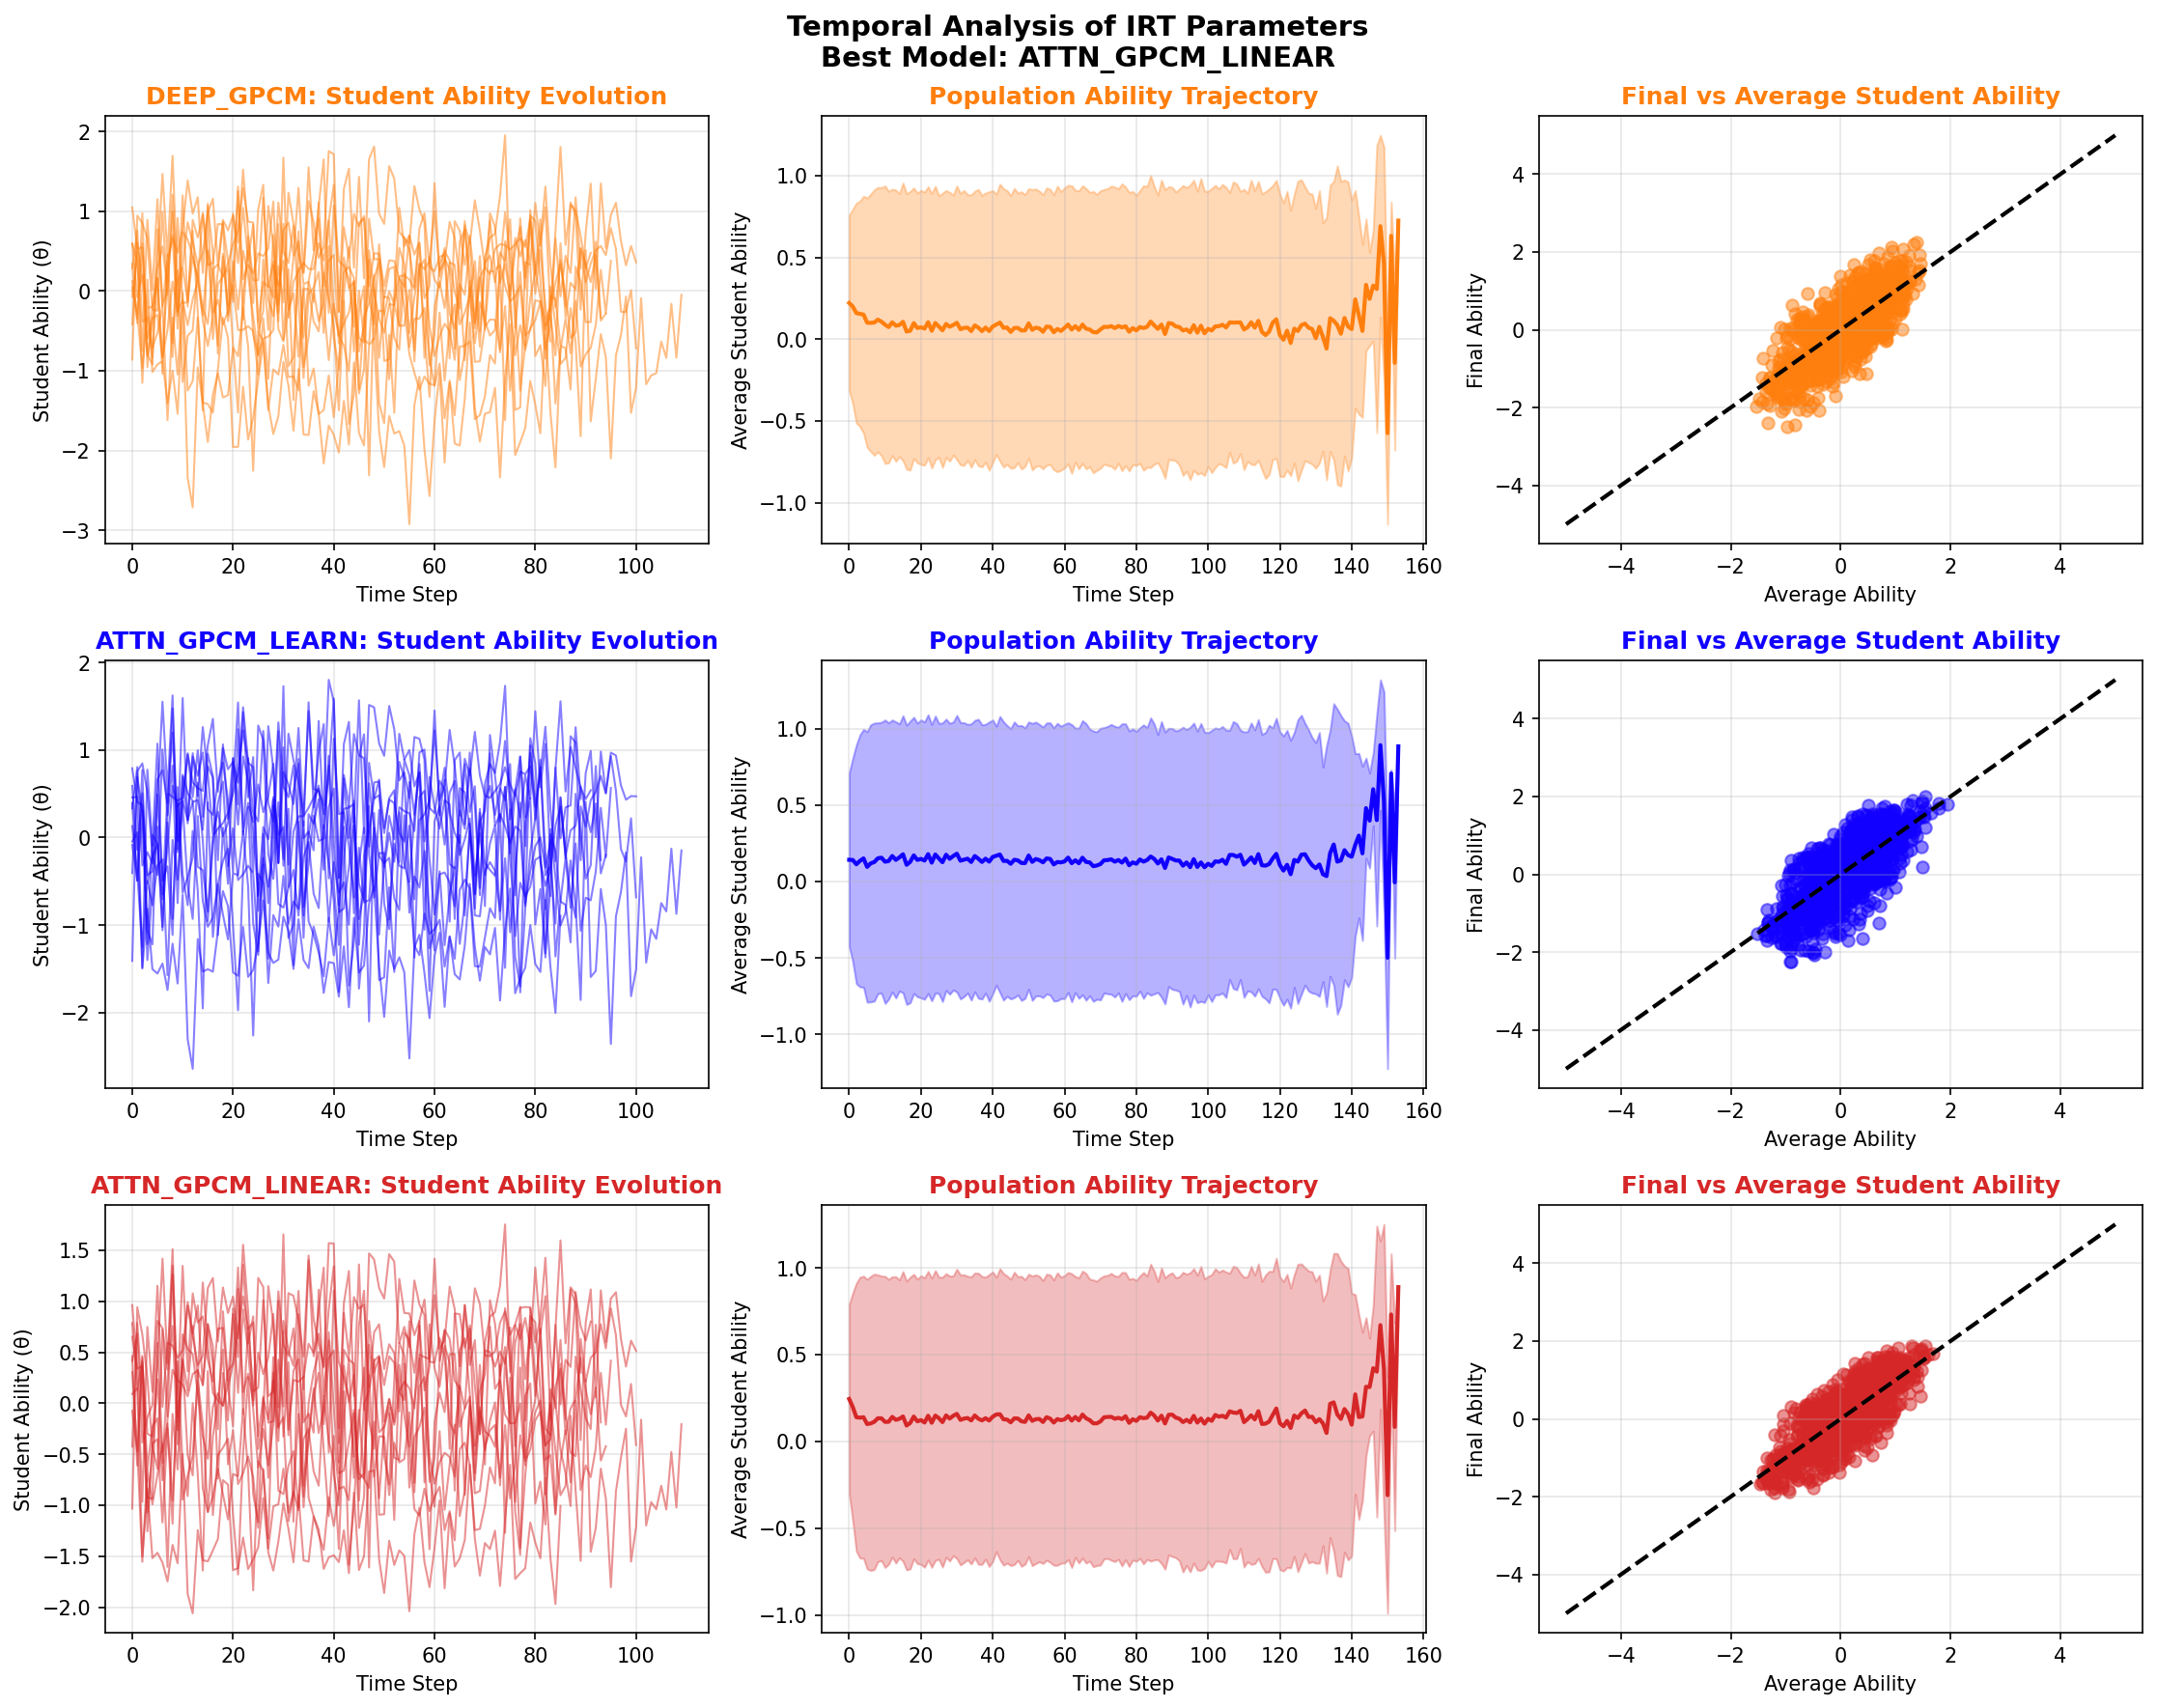 Temporal Analysis of IRT Parameters
Best Model: ATTN_GPCM_LINEAR
DEEP_GPCM: Student Ability Evolution
Student Ability (θ)
2
1
0
−1
−2
−3
0 20 40 60 80 100
Time Step
Population Ability Trajectory
Average Student Ability
1.0
0.5
0.0
−0.5
−1.0
0 20 40 60 80 100 120 140 160
Time Step
Final vs Average Student Ability
Final Ability
4
2
0
−2
−4
−4 −2 0 2 4
Average Ability
ATTN_GPCM_LEARN: Student Ability Evolution
Student Ability (θ)
2
1
0
−1
−2
0 20 40 60 80 100
Time Step
Population Ability Trajectory
Average Student Ability
1.0
0.5
0.0
−0.5
−1.0
0 20 40 60 80 100 120 140 160
Time Step
Final vs Average Student Ability
Final Ability
4
2
0
−2
−4
−4 −2 0 2 4
Average Ability
ATTN_GPCM_LINEAR: Student Ability Evolution
Student Ability (θ)
1.5
1.0
0.5
0.0
−0.5
−1.0
−1.5
−2.0
0 20 40 60 80 100
Time Step
Population Ability Trajectory
Average Student Ability
1.0
0.5
0.0
−0.5
−1.0
0 20 40 60 80 100 120 140 160
Time Step
Final vs Average Student Ability
Final Ability
4
2
0
−2
−4
−4 −2 0 2 4
Average Ability